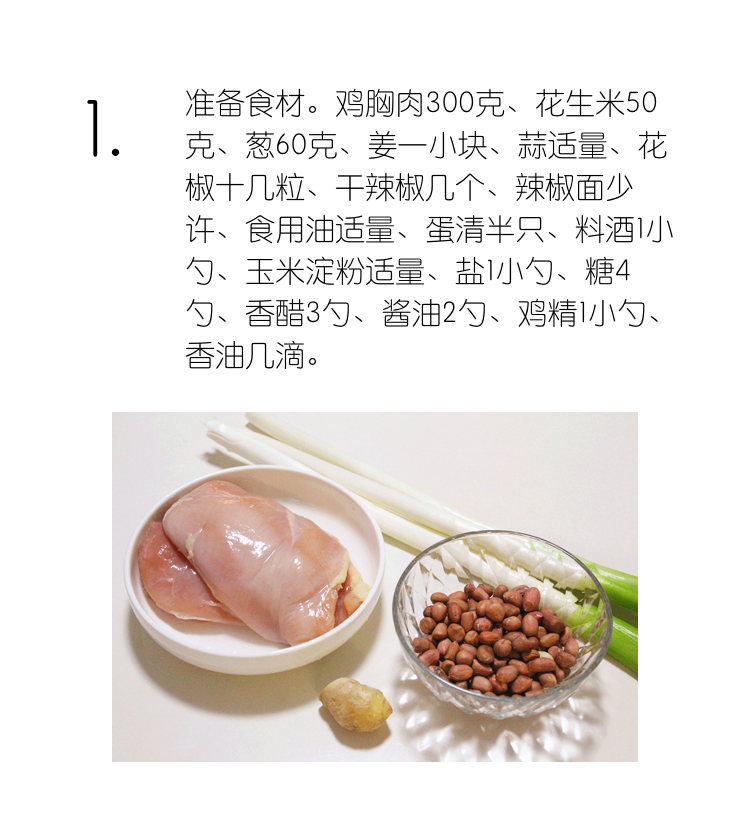 1.
准备食材。鸡胸肉300克、花生米50
克、葱60克、姜一小块、蒜适量、花
椒十几粒、干辣椒几个、辣椒面少
许、食用油适量、蛋清半只、料酒1小
勺、玉米淀粉适量、盐1小勺、糖4
勺、香醋3勺、酱油2勺、鸡精1小勺、
香油几滴。